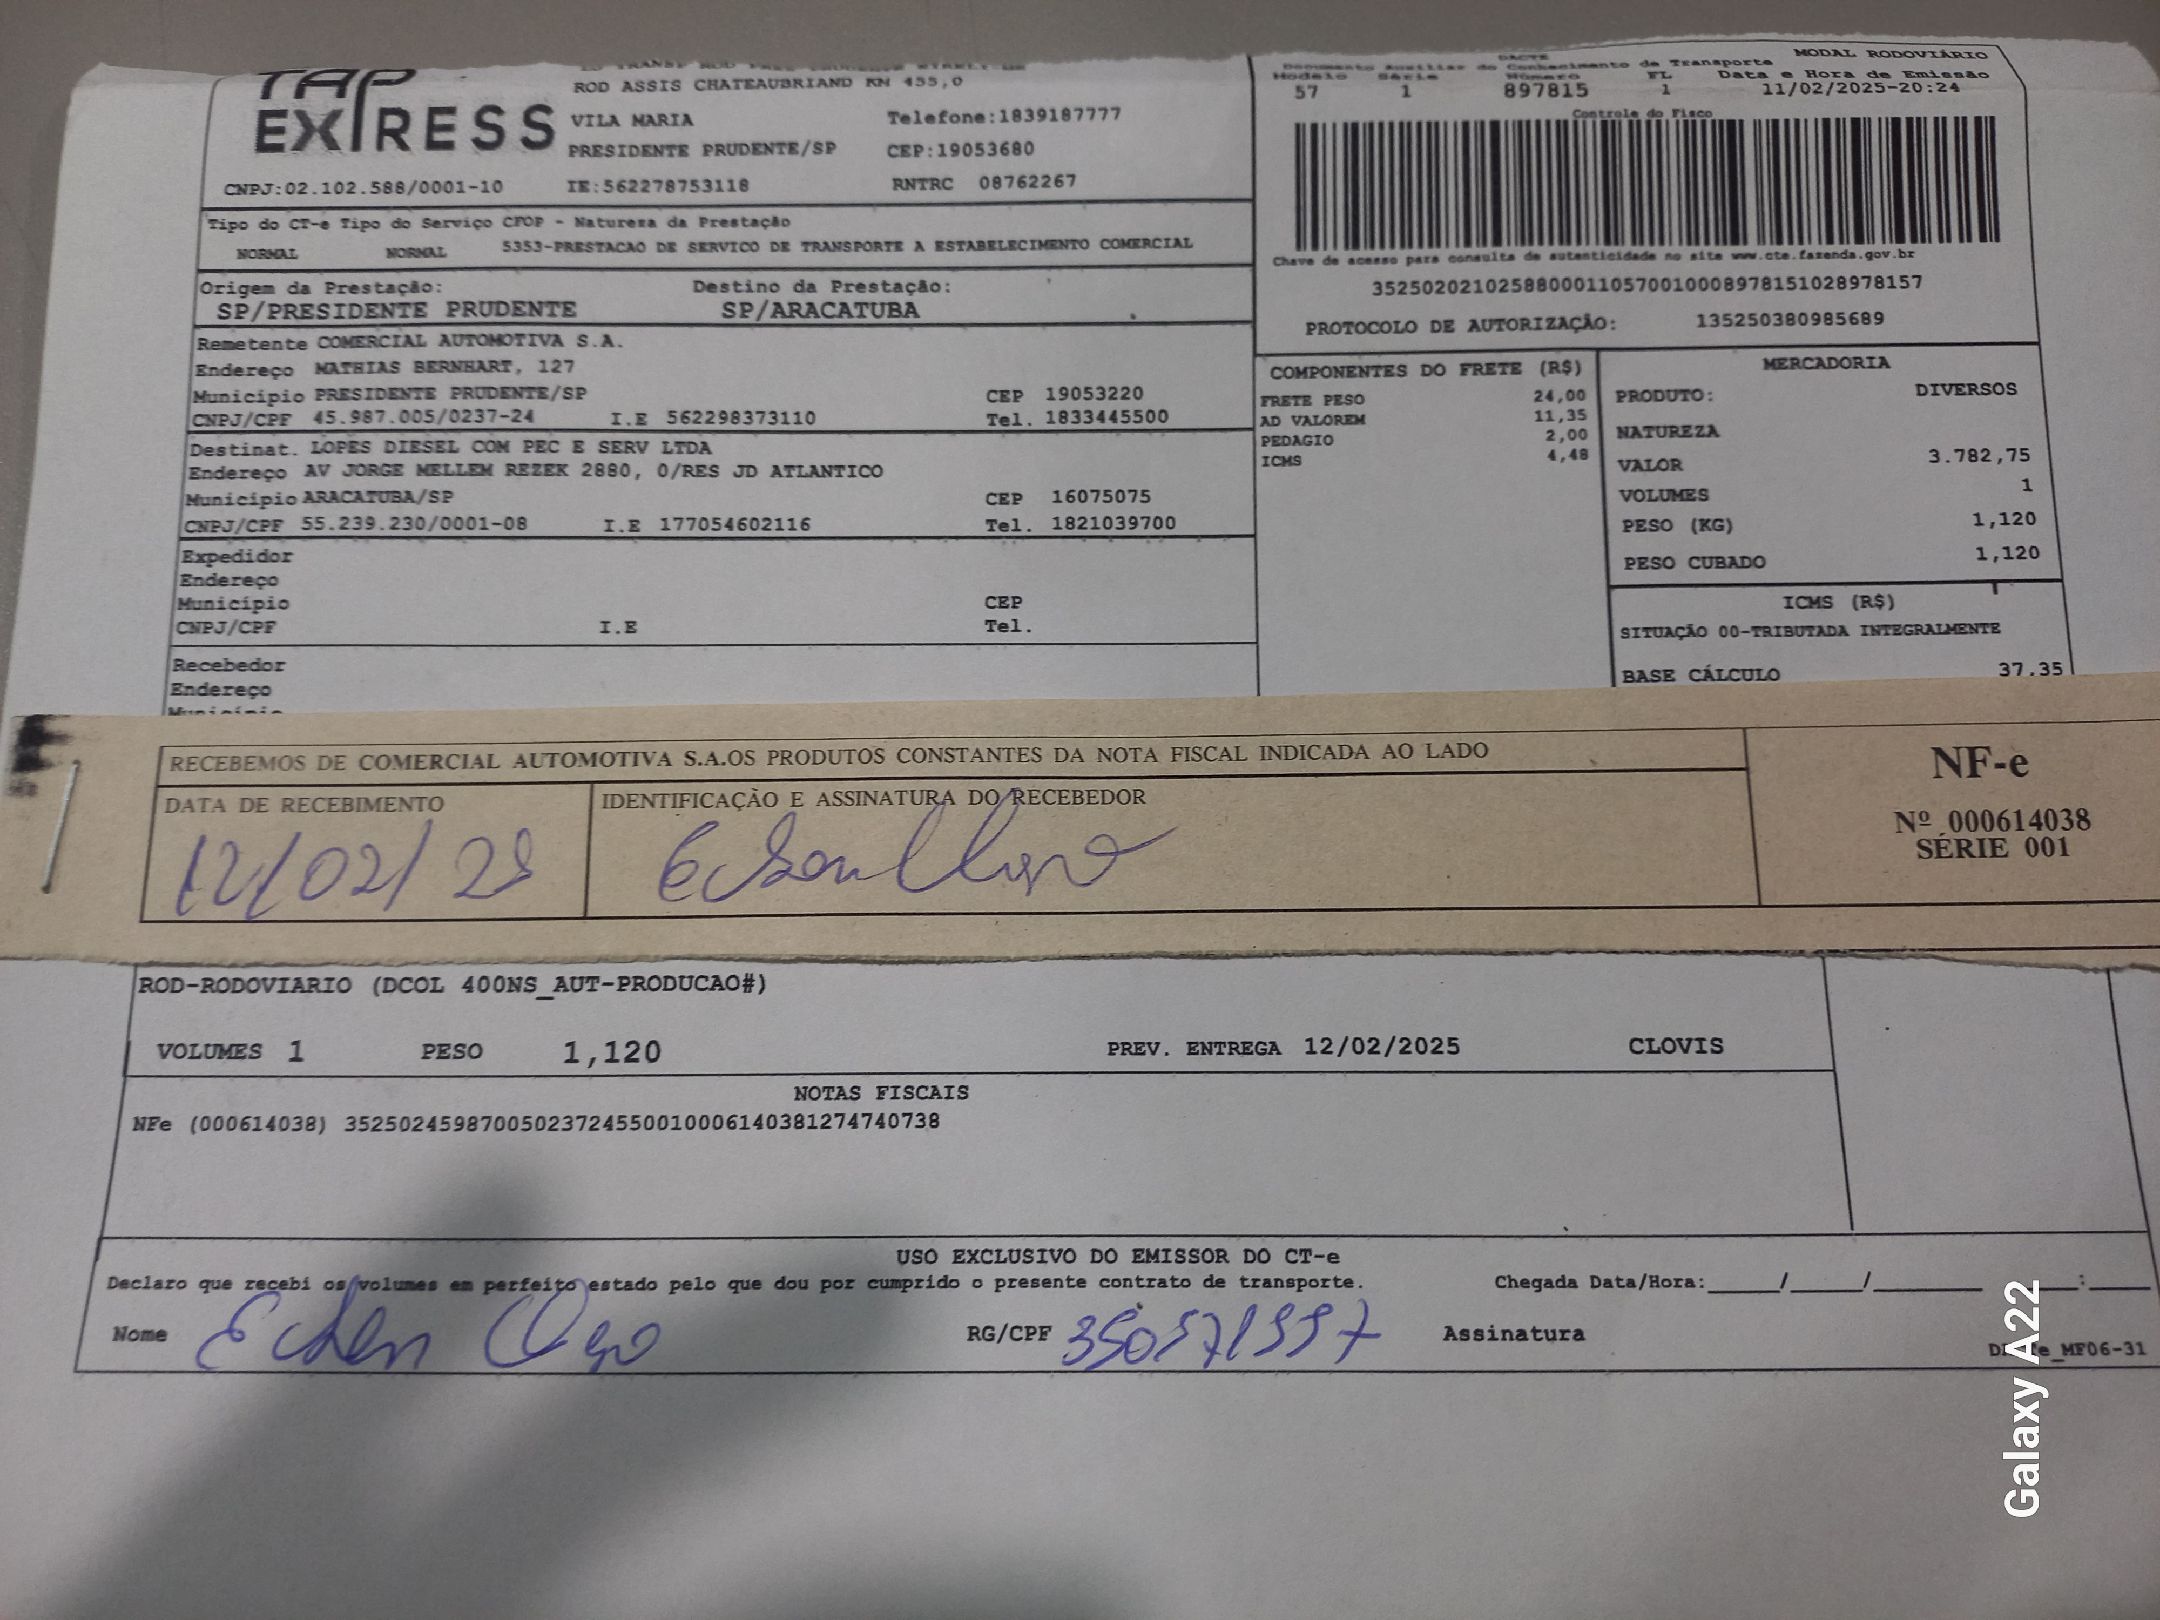 TAP EXPRESS
ROD ASSIS CHATEAUBRIAND KM 455,0
VILA MARIA Telefone:1839187777
PRESIDENTE PRUDENTE/SP CEP:19053680
CNPJ:02.102.588/0001-10 IE:562278753118 RNTRC 08762267
DACTE MODAL RODOVIÁRIO
Documento Auxiliar do Conhecimento de Transporte
Modelo Série Número FL Data e Hora de Emissão
57 1 897815 1 11/02/2025-20:24
Controle do Fisco
Chave de acesso para consulta de autenticidade no site www.cte.fazenda.gov.br
35250202102588000110570010008978151028978157
PROTOCOLO DE AUTORIZAÇÃO: 135250380985689
Tipo do CT-e Tipo do Serviço CFOP - Natureza da Prestação
NORMAL NORMAL 5353-PRESTACAO DE SERVICO DE TRANSPORTE A ESTABELECIMENTO COMERCIAL
Origem da Prestação: Destino da Prestação:
SP/PRESIDENTE PRUDENTE SP/ARACATUBA
Remetente COMERCIAL AUTOMOTIVA S.A.
Endereço MATHIAS BERNHART, 127
Município PRESIDENTE PRUDENTE/SP CEP 19053220
CNPJ/CPF 45.987.005/0237-24 I.E 562298373110 Tel. 1833445500
Destinat. LOPES DIESEL COM PEC E SERV LTDA
Endereço AV JORGE MELLEM REZEK 2880, 0/RES JD ATLANTICO
Município ARACATUBA/SP CEP 16075075
CNPJ/CPF 55.239.230/0001-08 I.E 177054602116 Tel. 1821039700
Expedidor
Endereço
Município CEP
CNPJ/CPF I.E Tel.
Recebedor
Endereço
Município
COMPONENTES DO FRETE (R$)
FRETE PESO 24,00
AD VALOREM 11,35
PEDAGIO 2,00
ICMS 4,48
MERCADORIA
PRODUTO: DIVERSOS
NATUREZA
VALOR 3.782,75
VOLUMES 1
PESO (KG) 1,120
PESO CUBADO 1,120
ICMS (R$)
SITUAÇÃO 00-TRIBUTADA INTEGRALMENTE
BASE CÁLCULO 37,35
RECEBEMOS DE COMERCIAL AUTOMOTIVA S.A.OS PRODUTOS CONSTANTES DA NOTA FISCAL INDICADA AO LADO
DATA DE RECEBIMENTO IDENTIFICAÇÃO E ASSINATURA DO RECEBEDOR
12/02/25
NF-e
Nº 000614038
SÉRIE 001
ROD-RODOVIARIO (DCOL 400NS_AUT-PRODUCAO#)
VOLUMES 1 PESO 1,120 PREV. ENTREGA 12/02/2025 CLOVIS
NOTAS FISCAIS
NFe (000614038) 35250245987005023724550010006140381274740738
USO EXCLUSIVO DO EMISSOR DO CT-e
Declaro que recebi os volumes em perfeito estado pelo que dou por cumprido o presente contrato de transporte. Chegada Data/Hora:____/____/______ :____
Nome RG/CPF Assinatura
MF06-31
Galaxy A22